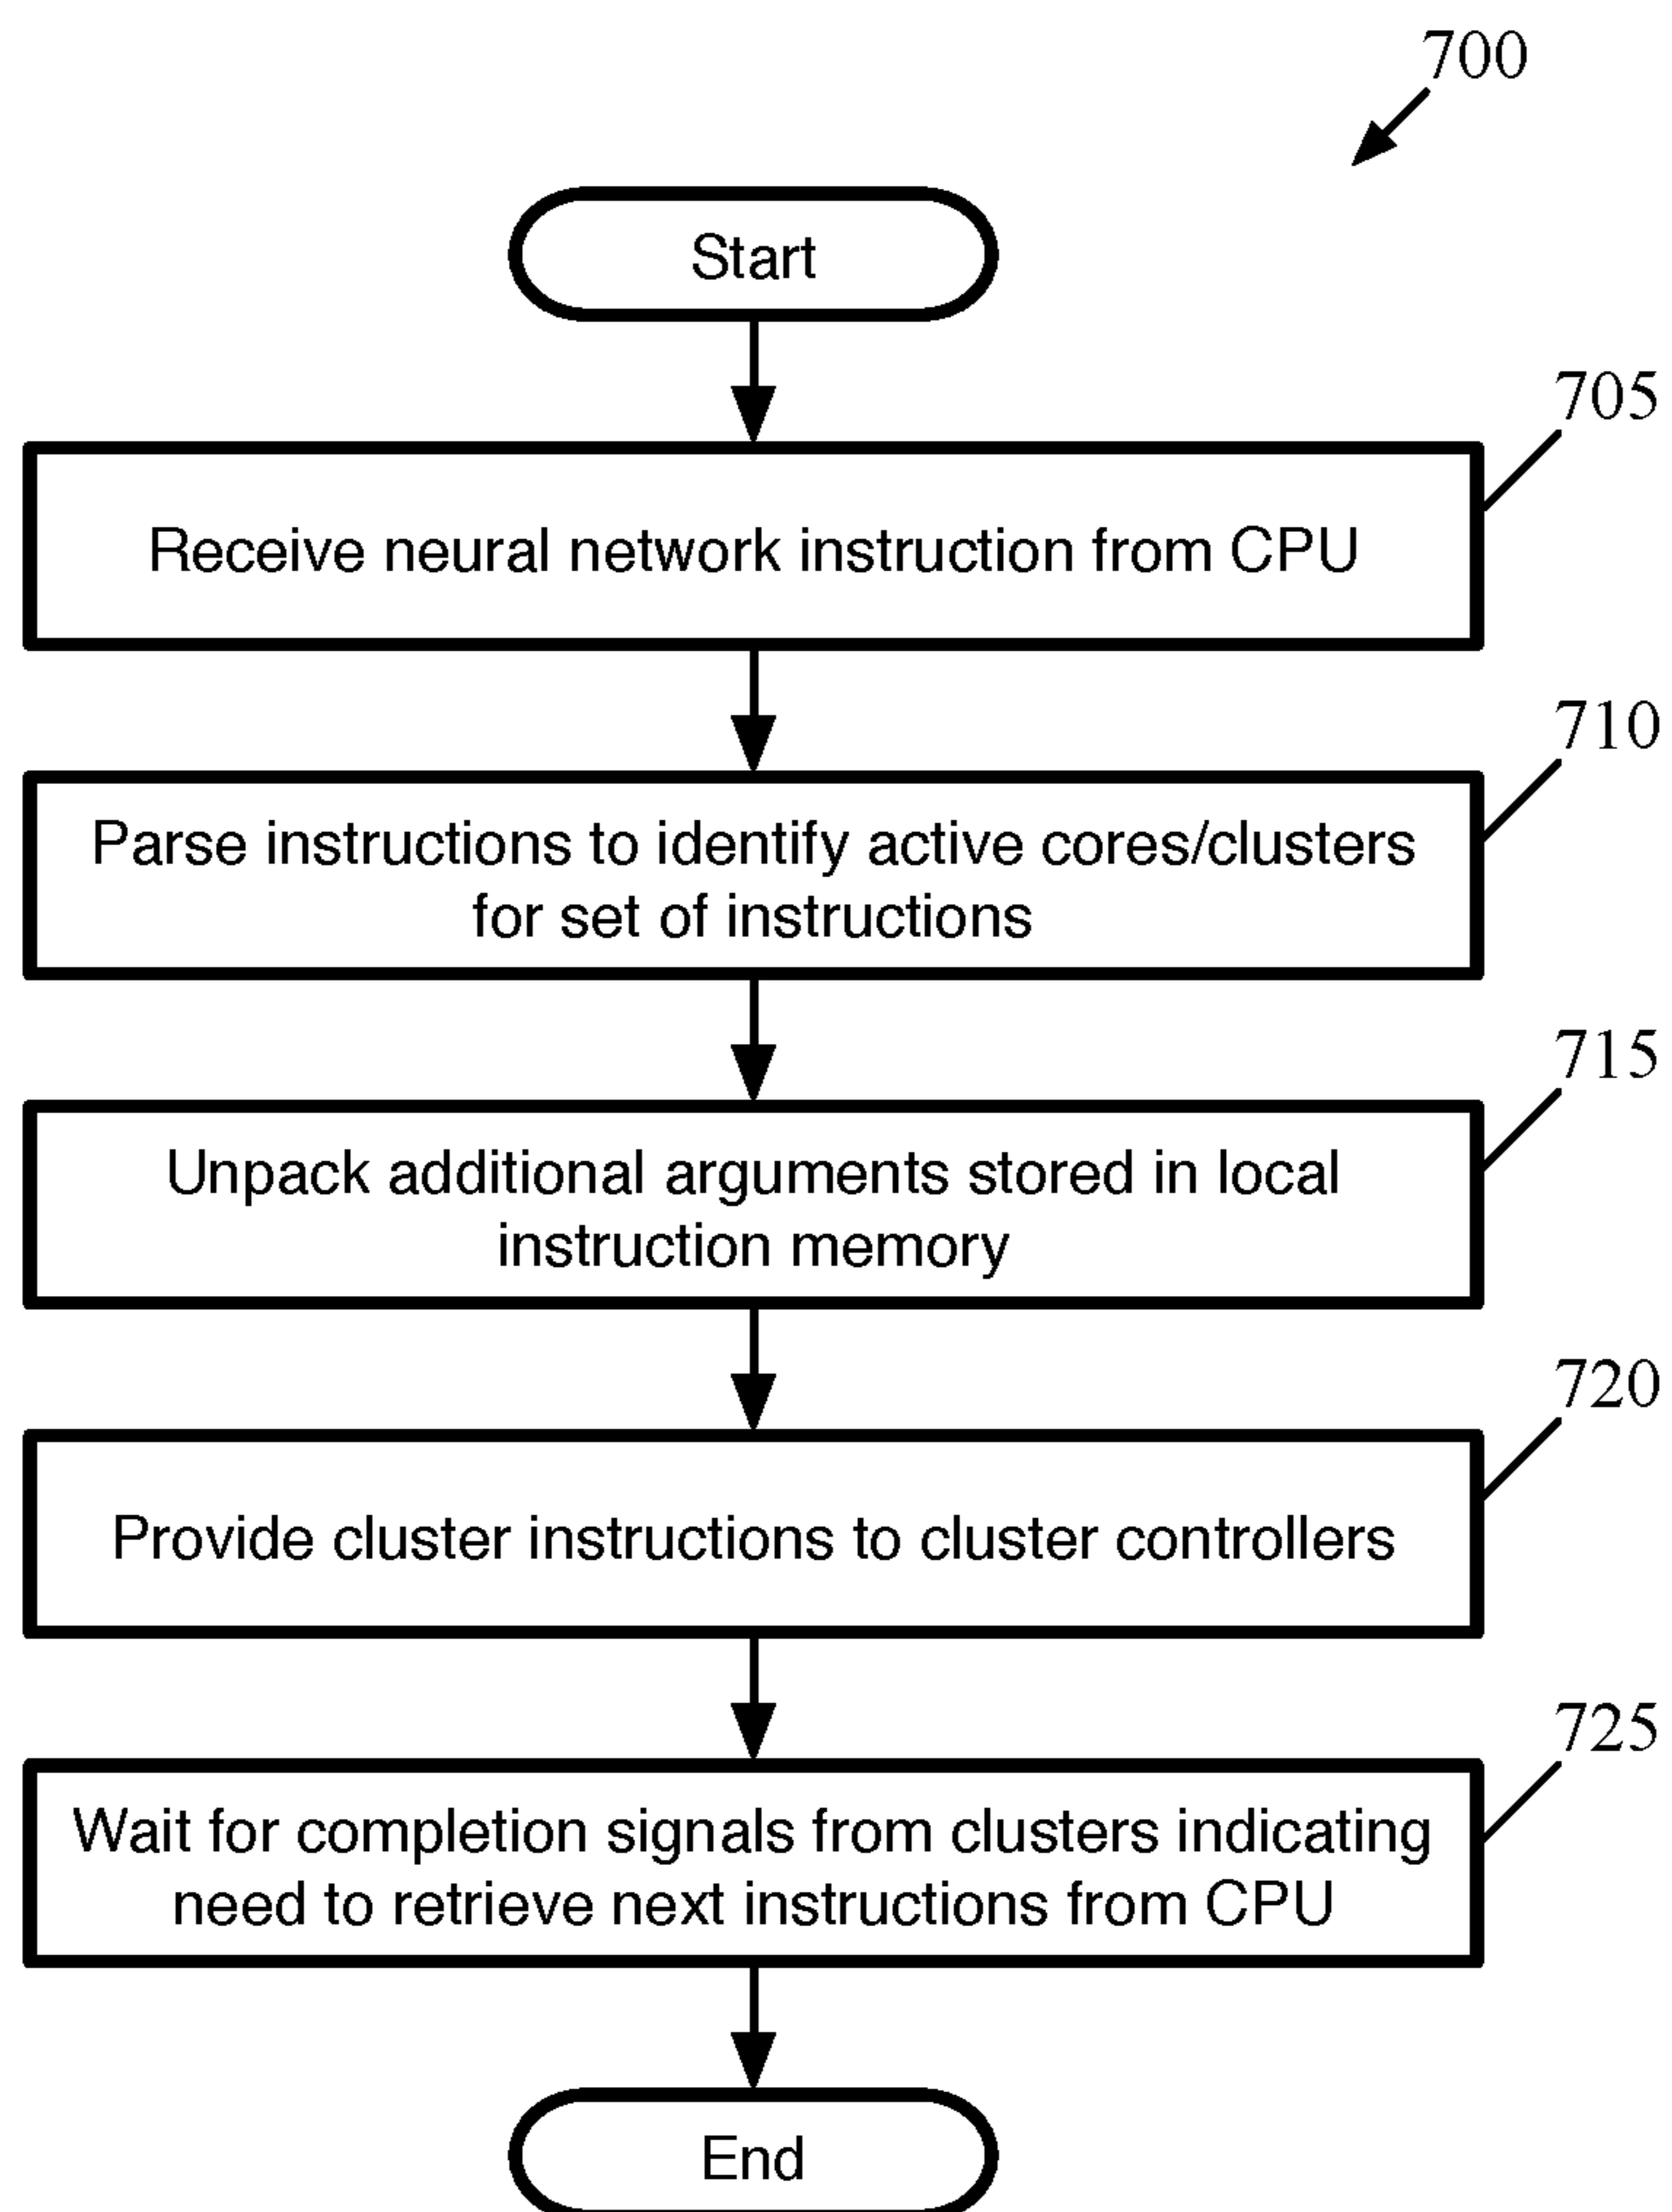 700
Start
705
Receive neural network instruction from CPU
710
Parse instructions to identify active cores/clusters
for set of instructions
715
Unpack additional arguments stored in local
instruction memory
720
Provide cluster instructions to cluster controllers
725
Wait for completion signals from clusters indicating
need to retrieve next instructions from CPU
End